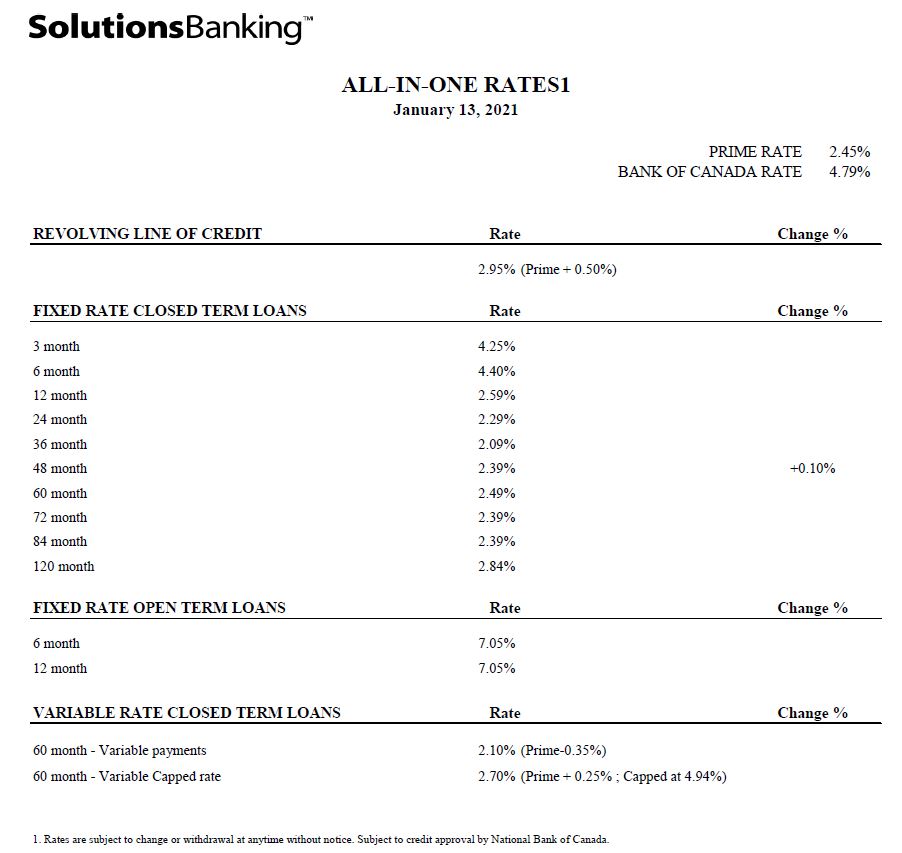 SolutionsBanking™
ALL-IN-ONE RATES1
January 13, 2021
PRIME RATE 2.45%
BANK OF CANADA RATE 4.79%
REVOLVING LINE OF CREDIT Rate Change %
2.95% (Prime + 0.50%)
FIXED RATE CLOSED TERM LOANS Rate Change %
3 month 4.25%
6 month 4.40%
12 month 2.59%
24 month 2.29%
36 month 2.09%
48 month 2.39% +0.10%
60 month 2.49%
72 month 2.39%
84 month 2.39%
120 month 2.84%
FIXED RATE OPEN TERM LOANS Rate Change %
6 month 7.05%
12 month 7.05%
VARIABLE RATE CLOSED TERM LOANS Rate Change %
60 month - Variable payments 2.10% (Prime-0.35%)
60 month - Variable Capped rate 2.70% (Prime + 0.25% ; Capped at 4.94%)
1. Rates are subject to change or withdrawal at anytime without notice. Subject to credit approval by National Bank of Canada.